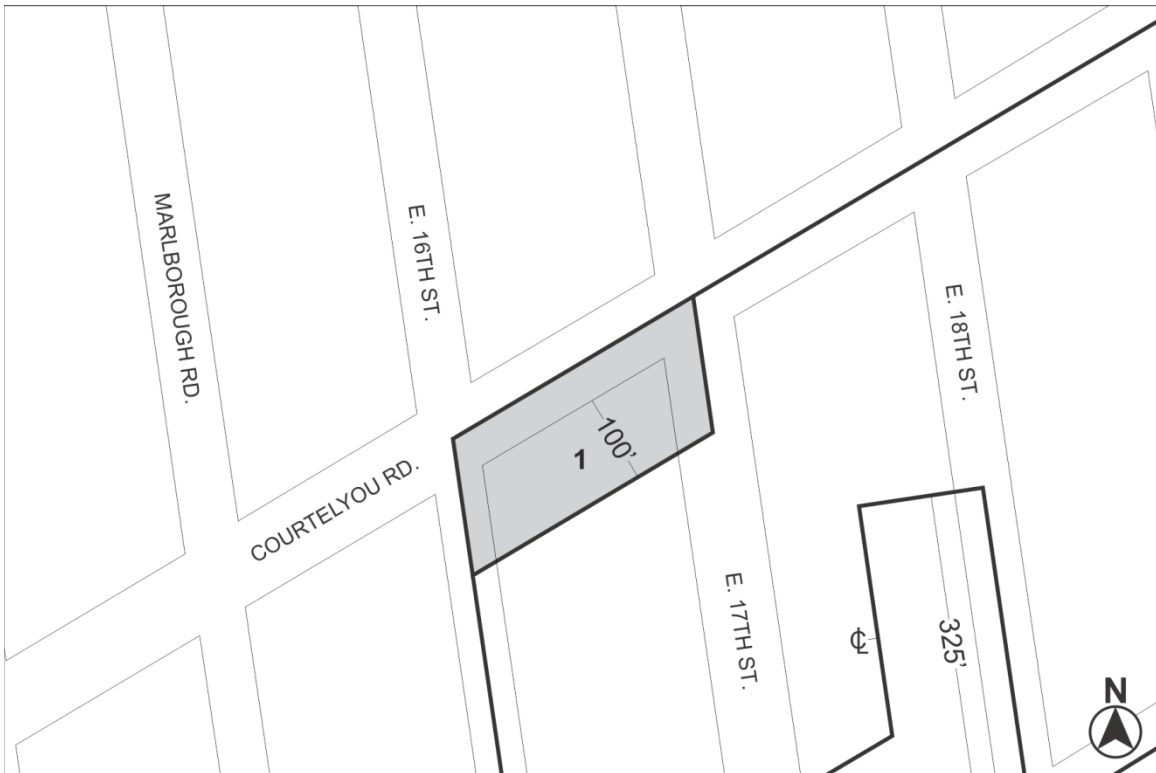 MARLBOROUGH RD.
E. 16TH ST.
E. 18TH ST.
COURTELYOU RD.
1
100’
E. 17TH ST.
℄
325’
N